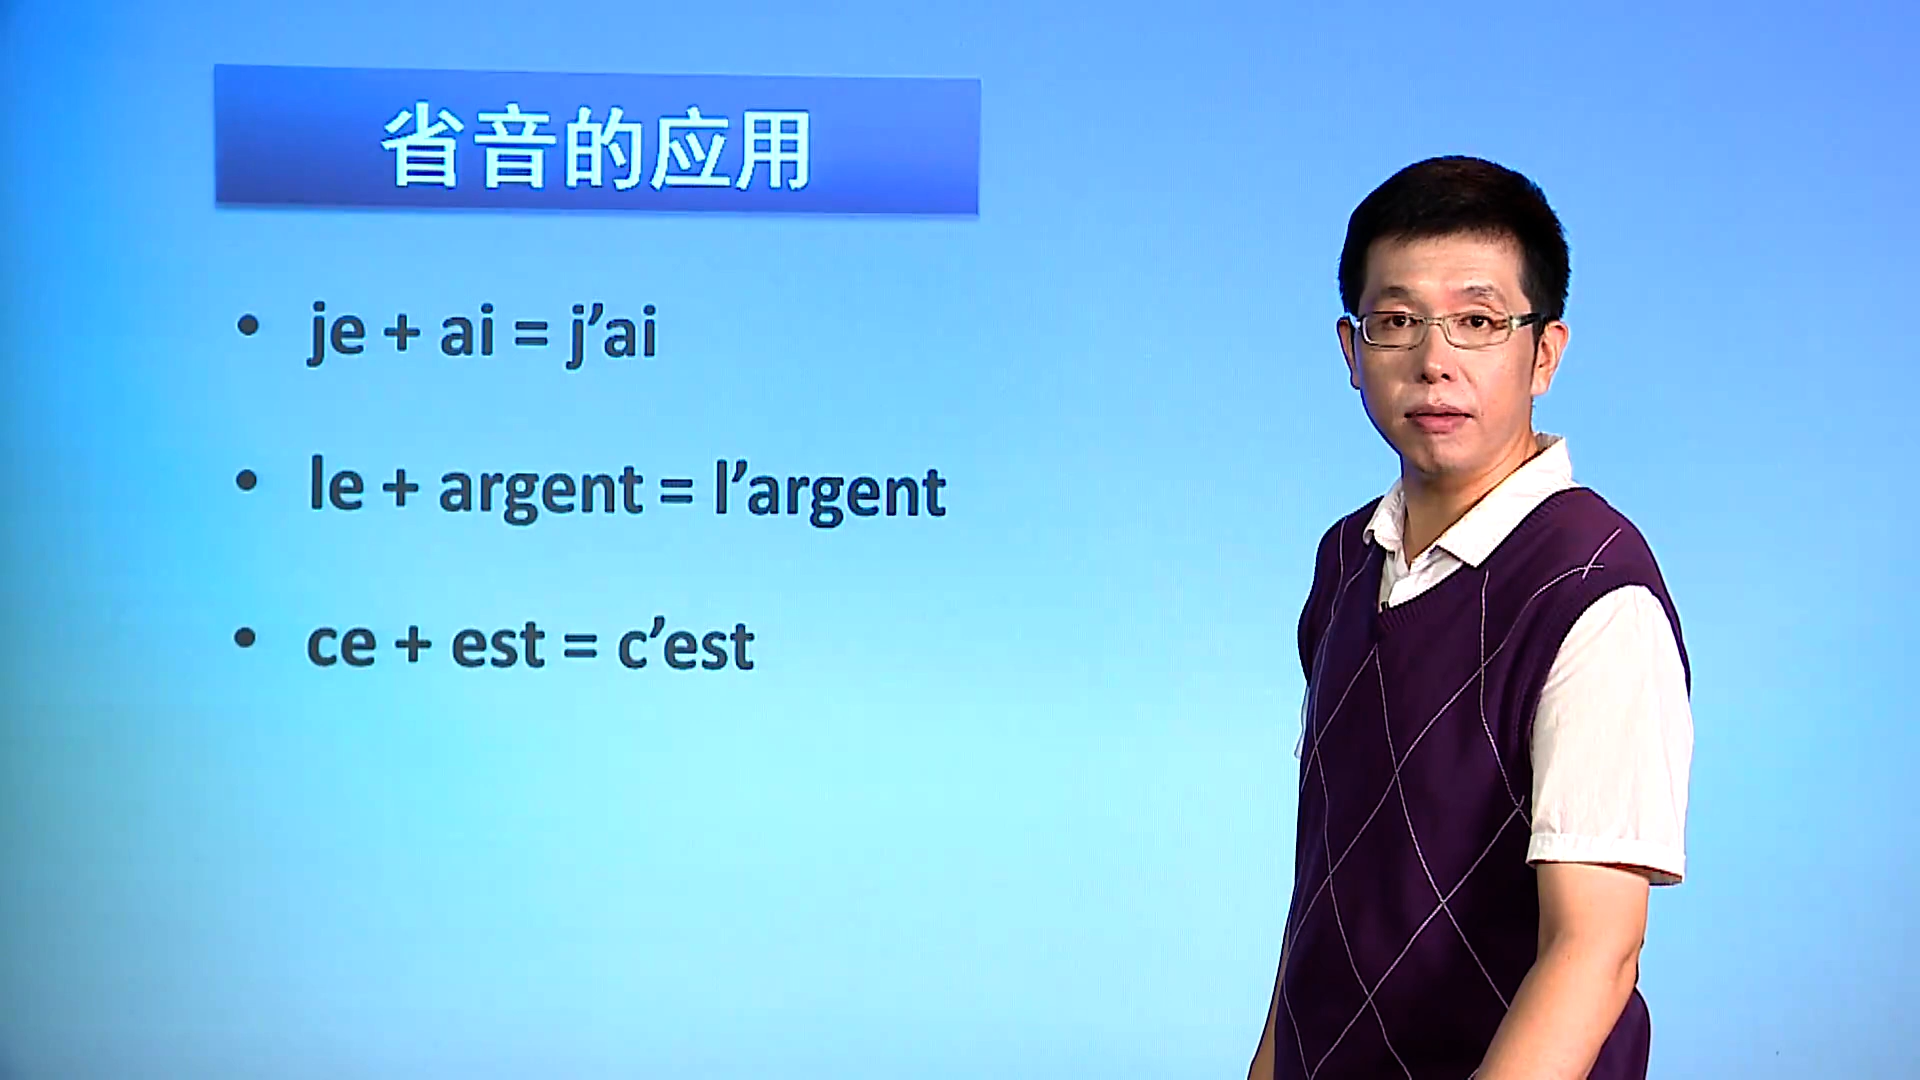 省音的应用
• je + ai = j’ai
• le + argent = l’argent
• ce + est = c’est